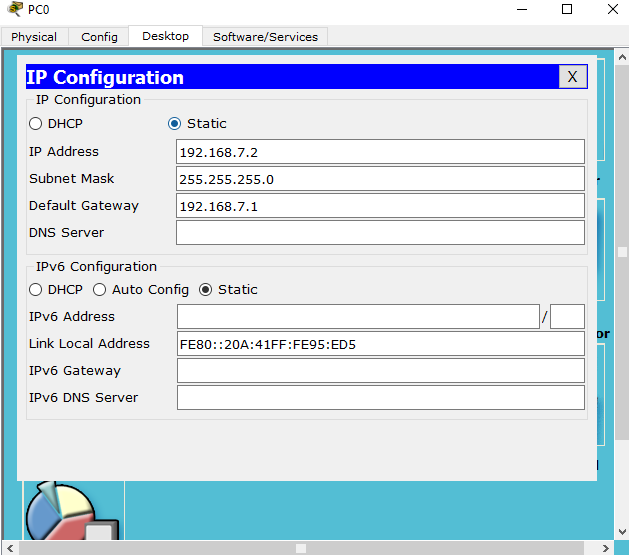 PC0
Physical Config Desktop Software/Services
IP Configuration X
IP Configuration
DHCP Static
IP Address 192.168.7.2
Subnet Mask 255.255.255.0
Default Gateway 192.168.7.1
DNS Server
IPv6 Configuration
DHCP Auto Config Static
IPv6 Address /
Link Local Address FE80::20A:41FF:FE95:ED5
IPv6 Gateway
IPv6 DNS Server